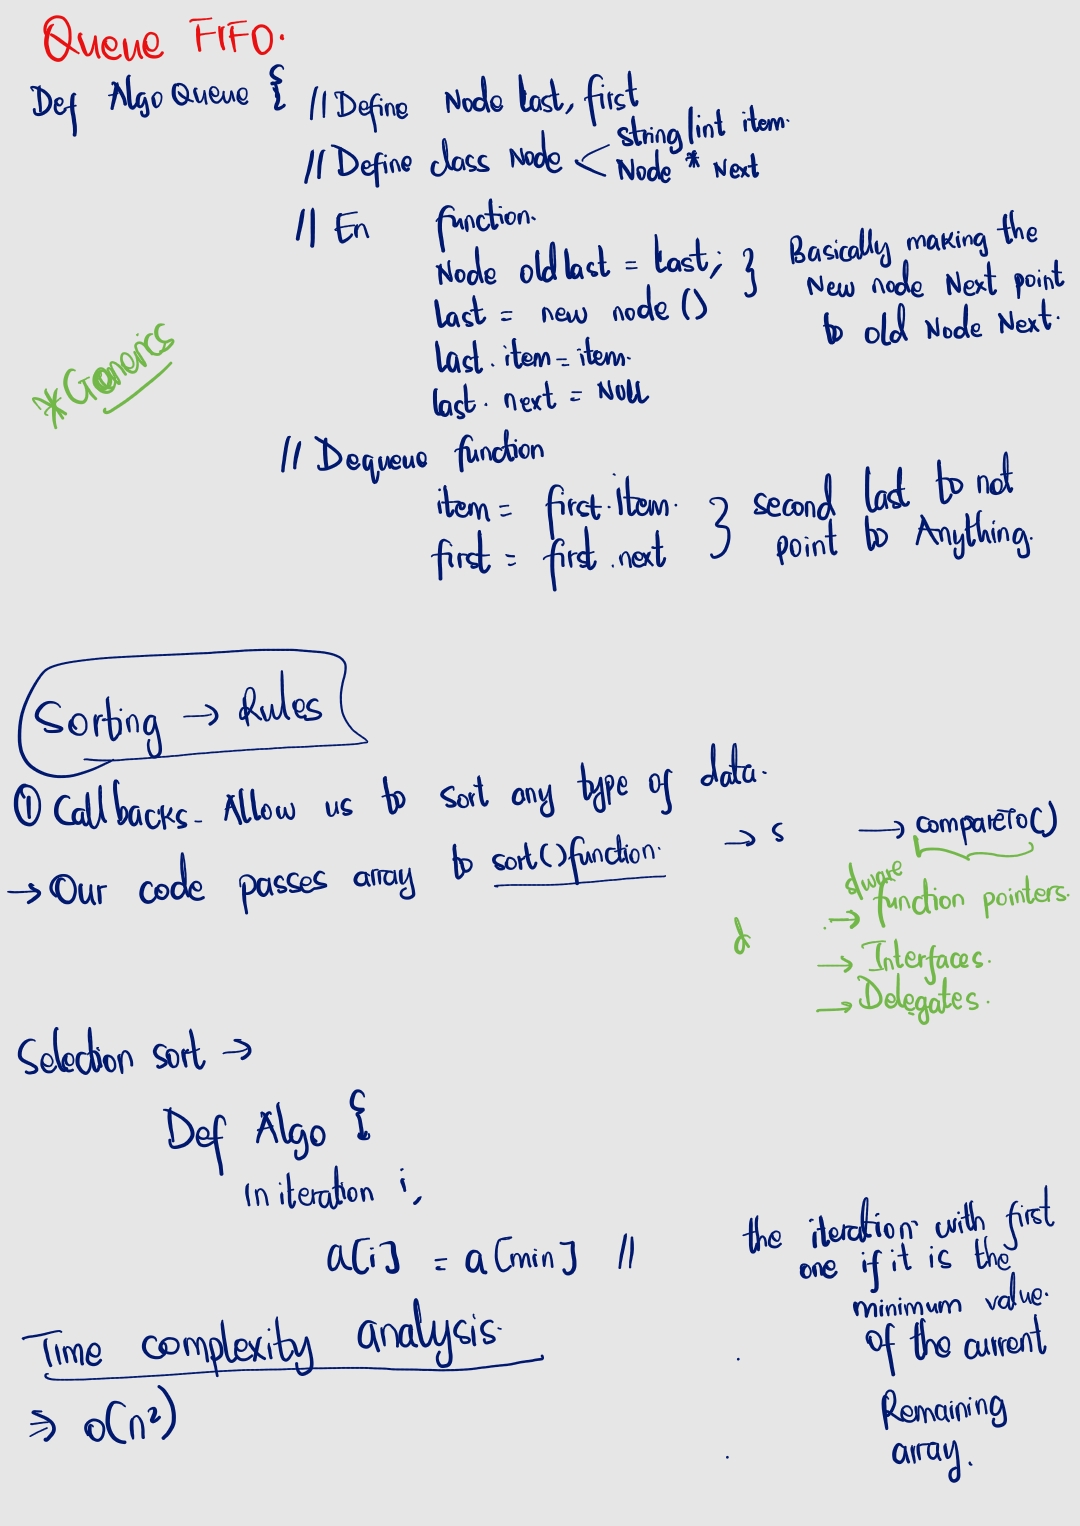 Queue FIFO.
Def Algo Queue {
// Define Node last, first
// Define class Node < string/int item.
Node * Next
// En function.
Node oldlast = last;
last = new node ()
last . item = item.
last . next = Null
} Basically making the
New node Next point
to old Node Next.
*Generics
// Dequeue function
item = first.Item.
first = first.next
} second last to not
point to Anything.
Sorting → Rules
① Callbacks - Allow us to sort any type of data.
→ Our code passes array to sort() function. → s → compareTo()
→ function pointers.
→ Interfaces.
→ Delegates.
Selection sort →
Def Algo {
In iteration i,
a[i] = a[min] //
the iteration with first
one if it is the
minimum value.
of the current
Remaining
array.
Time complexity analysis.
⇒ o(n²)